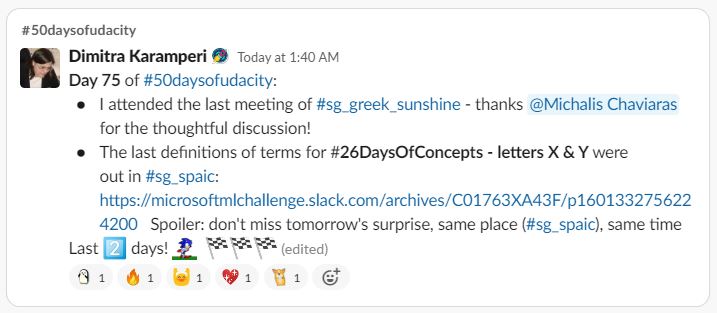 #50daysofudacity
Dimitra Karamperi Today at 1:40 AM
Day 75 of #50daysofudacity:
• I attended the last meeting of #sg_greek_sunshine - thanks @Michalis Chaviaras
for the thoughtful discussion!
• The last definitions of terms for #26DaysOfConcepts - letters X & Y were
out in #sg_spaic:
https://microsoftmlchallenge.slack.com/archives/C01763XA43F/p160133275622
4200 Spoiler: don't miss tomorrow's surprise, same place (#sg_spaic), same time
Last 2 days! (edited)
1 1 1 1 1